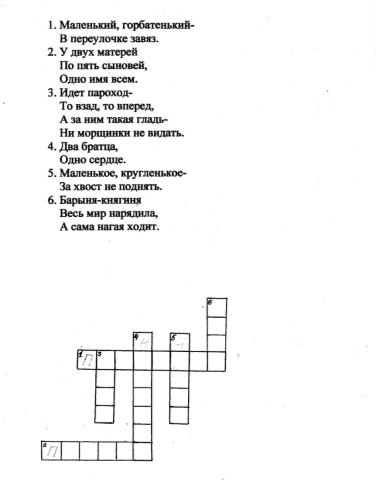 1. Маленький, горбатенький-
В переулочке завяз.
2. У двух матерей
По пять сыновей,
Одно имя всем.
3. Идет пароход-
То взад, то вперед,
А за ним такая гладь-
Ни морщинки не видать.
4. Два братца,
Одно сердце.
5. Маленькое, кругленькое-
За хвост не поднять.
6. Барыня-княгиня
Весь мир нарядила,
А сама нагая ходит.
6
4 5
1 П 3
2 П